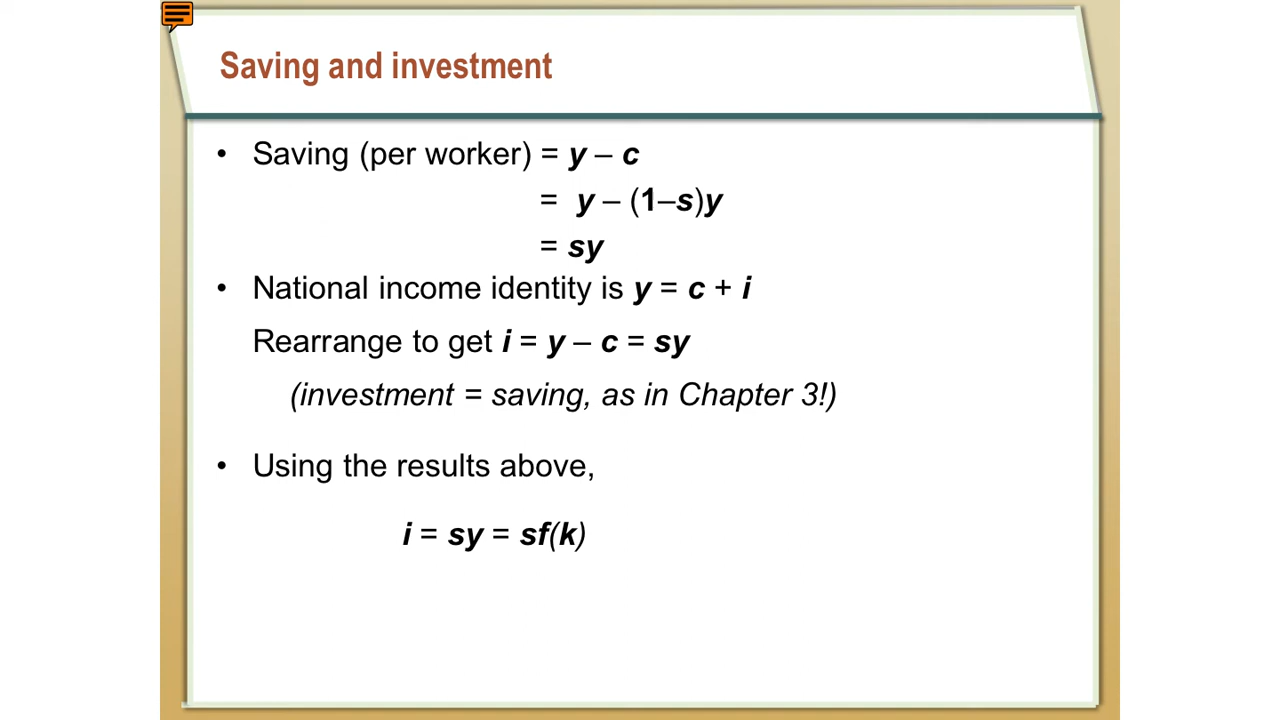 Saving and investment
• Saving (per worker) = y – c
= y – (1–s)y
= sy
• National income identity is y = c + i
Rearrange to get i = y – c = sy
(investment = saving, as in Chapter 3!)
• Using the results above,
i = sy = sf(k)